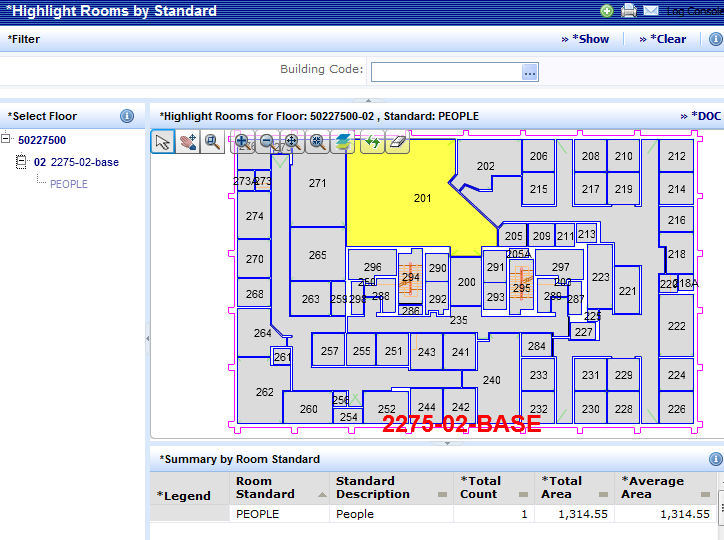 *Highlight Rooms by Standard
Log Console
*Filter
» *Show
» *Clear
Building Code:
...
*Select Floor
50227500
02 2275-02-base
PEOPLE
*Highlight Rooms for Floor: 50227500-02 , Standard: PEOPLE
» *DOC
206 208 210 212
202
273A 273 271 201 215 217 219 214
274 216
205 209 211 213
270 265 205A 218
296 294 290 291 297 223
268 263 259 298 288 292 200 293 295 289 287 221 218A
286 235 222
264 227
257 255 251 243 241 284
261
262 240 233 231 229 224
260 254 252 244 242 232 230 228 226
2275-02-BASE
*Summary by Room Standard
*Legend Room Standard Standard Description *Total Count *Total Area *Average Area
PEOPLE People 1 1,314.55 1,314.55